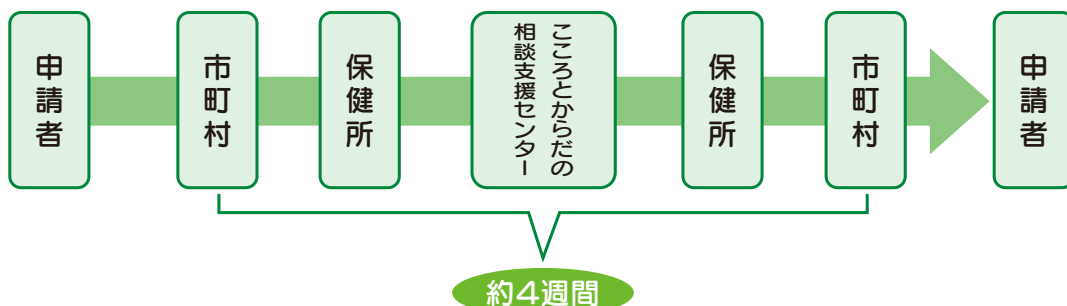 申請者
市町村
保健所
こころとからだの
相談支援センター
保健所
市町村
申請者
約4週間